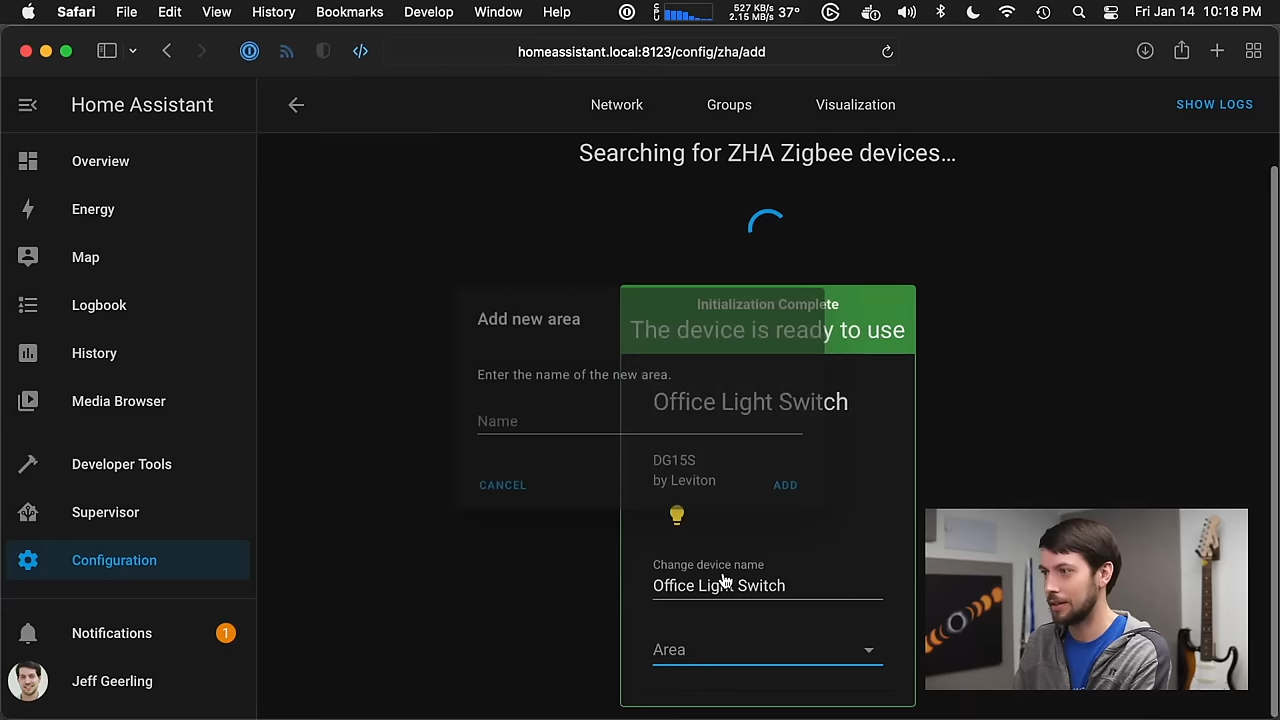 Safari File Edit View History Bookmarks Develop Window Help
527 KB/s
2.15 MB/s
37°
Fri Jan 14 10:18 PM
homeassistant.local:8123/config/zha/add
Home Assistant
Network Groups Visualization SHOW LOGS
Searching for ZHA Zigbee devices…
Overview
Energy
Map
Logbook
History
Media Browser
Developer Tools
Supervisor
Configuration
Notifications 1
Jeff Geerling
Add new area
Enter the name of the new area.
Name
CANCEL
ADD
Initialization Complete
The device is ready to use
Office Light Switch
DG15S
by Leviton
Change device name
Office Light Switch
Area